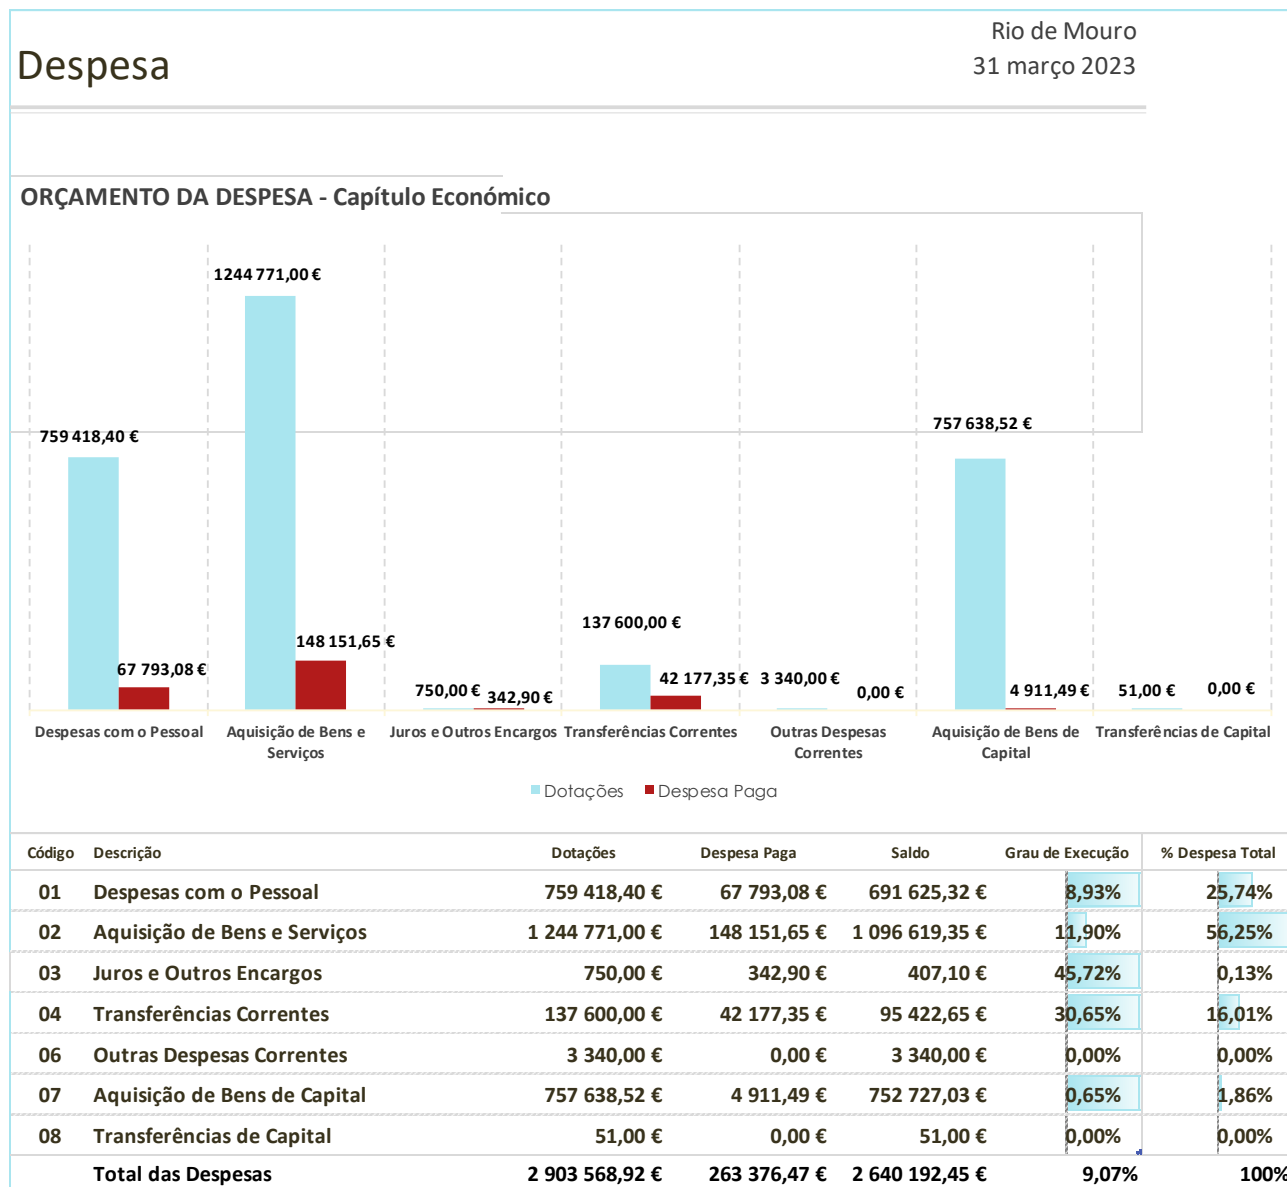 Rio de Mouro
Despesa
31 março 2023
ORÇAMENTO DA DESPESA - Capítulo Económico
1244 771,00 €
759 418,40 €
757 638,52 €
137 600,00 €
148 151,65 €
67 793,08 €
750,00 €
342,90 €
42 177,35 €
3 340,00 €
0,00 €
4 911,49 €
51,00 €
0,00 €
Despesas com o Pessoal
Aquisição de Bens e
Serviços
Juros e Outros Encargos
Transferências Correntes
Outras Despesas
Correntes
Aquisição de Bens de
Capital
Transferências de Capital
Dotações Despesa Paga
Código Descrição Dotações Despesa Paga Saldo Grau de Execução % Despesa Total
01 Despesas com o Pessoal 759 418,40 € 67 793,08 € 691 625,32 € 8,93% 25,74%
02 Aquisição de Bens e Serviços 1 244 771,00 € 148 151,65 € 1 096 619,35 € 11,90% 56,25%
03 Juros e Outros Encargos 750,00 € 342,90 € 407,10 € 45,72% 0,13%
04 Transferências Correntes 137 600,00 € 42 177,35 € 95 422,65 € 30,65% 16,01%
06 Outras Despesas Correntes 3 340,00 € 0,00 € 3 340,00 € 0,00% 0,00%
07 Aquisição de Bens de Capital 757 638,52 € 4 911,49 € 752 727,03 € 0,65% 1,86%
08 Transferências de Capital 51,00 € 0,00 € 51,00 € 0,00% 0,00%
Total das Despesas 2 903 568,92 € 263 376,47 € 2 640 192,45 € 9,07% 100%